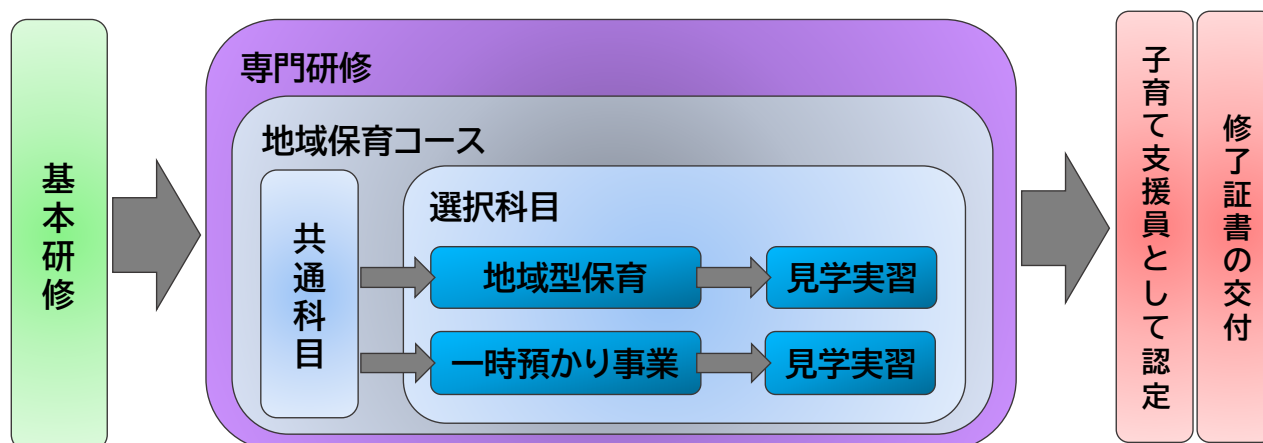 基本研修
専門研修
地域保育コース
共通科目
選択科目
地域型保育
見学実習
一時預かり事業
見学実習
修了証書の交付
子育て支援員として認定